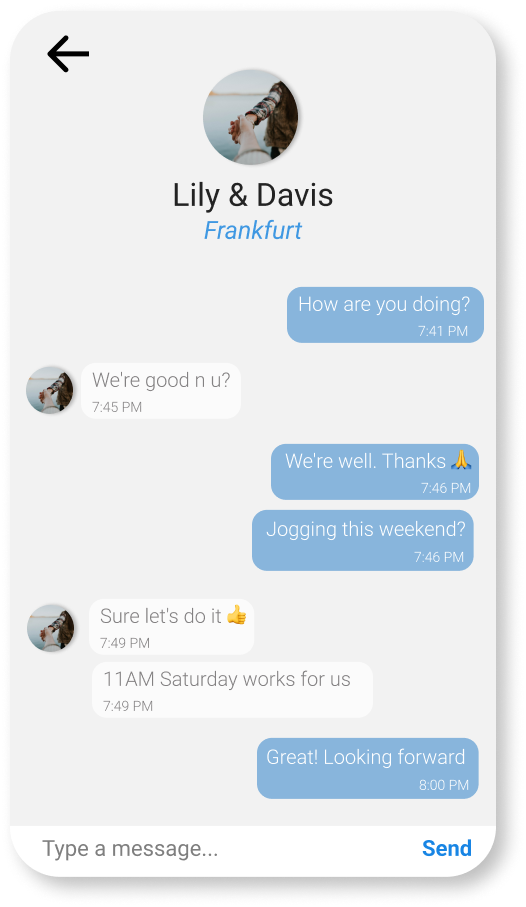 Lily & Davis
Frankfurt
How are you doing?
7:41 PM
We're good n u?
7:45 PM
We're well. Thanks 🙏
7:46 PM
Jogging this weekend?
7:46 PM
Sure let's do it 👍
7:49 PM
11AM Saturday works for us
7:49 PM
Great! Looking forward
8:00 PM
Type a message... Send